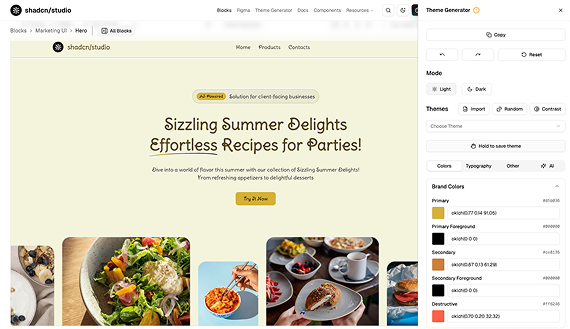 shadcn/studio
Blocks Figma Theme Generator Docs Components Resources
Blocks > Marketing UI > Hero All Blocks
shadcn/studio
Home Products Contacts
AI-Powered Solution for client-facing businesses
Sizzling Summer Delights
Effortless Recipes for Parties!
Dive into a world of flavor this summer with our collection of Sizzling Summer Delights!
From refreshing appetizers to delightful desserts
Try It Now
Theme Generator
Copy
Reset
Mode
Light Dark
Themes Import Random Contrast
Choose Theme
Hold to save theme
Colors Typography Other AI
Brand Colors
Primary
oklch(0.77 0.14 91.05)
Primary Foreground #000000
oklch(0 0 0)
Secondary
oklch(0.67 0.13 61.29)
Secondary Foreground #000000
oklch(0 0 0)
Destructive
oklch(0.70 0.20 32.32)